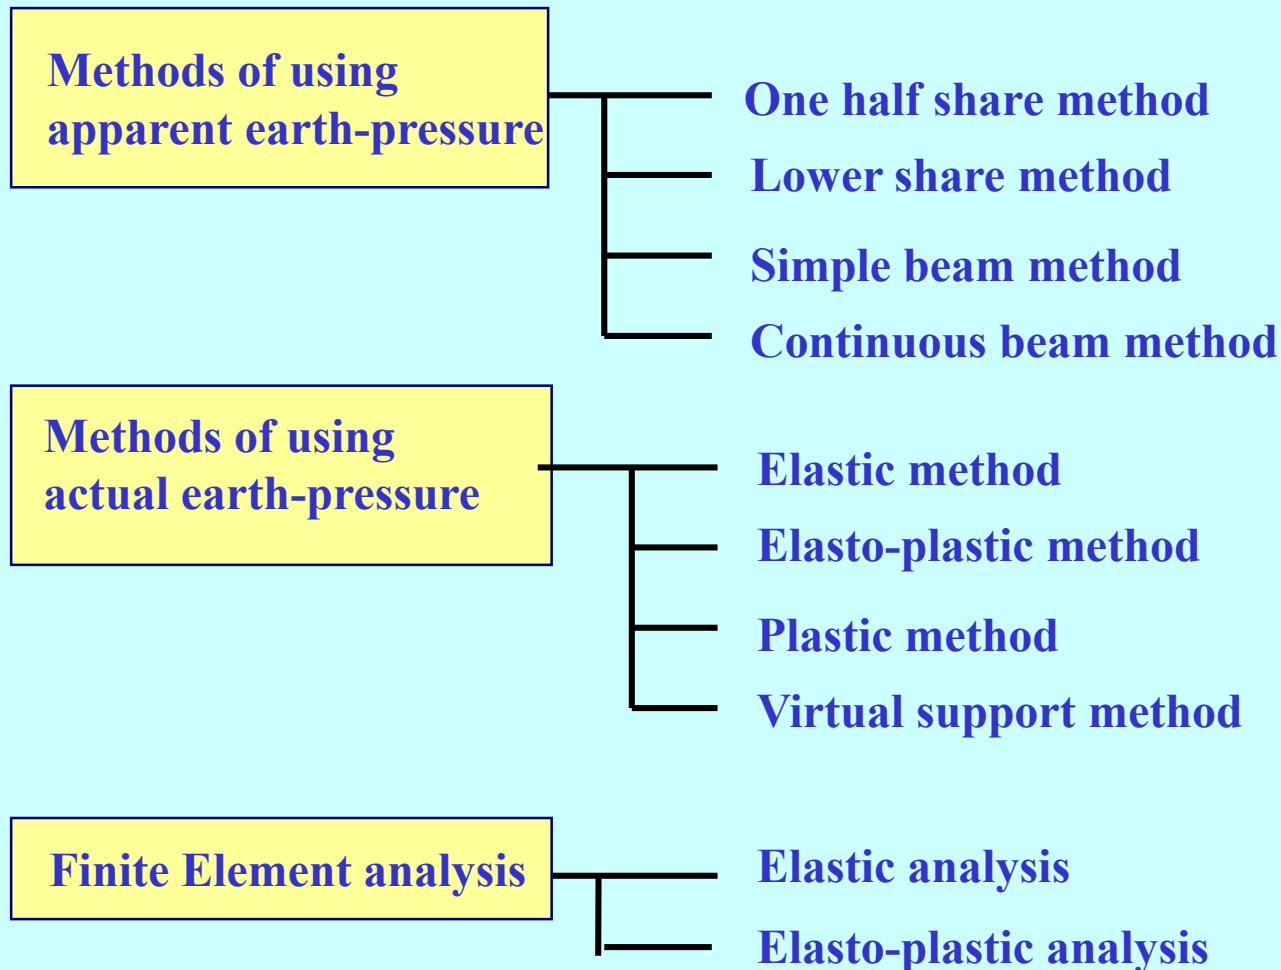 Methods of using
apparent earth-pressure
One half share method
Lower share method
Simple beam method
Continuous beam method
Methods of using
actual earth-pressure
Elastic method
Elasto-plastic method
Plastic method
Virtual support method
Finite Element analysis
Elastic analysis
Elasto-plastic analysis